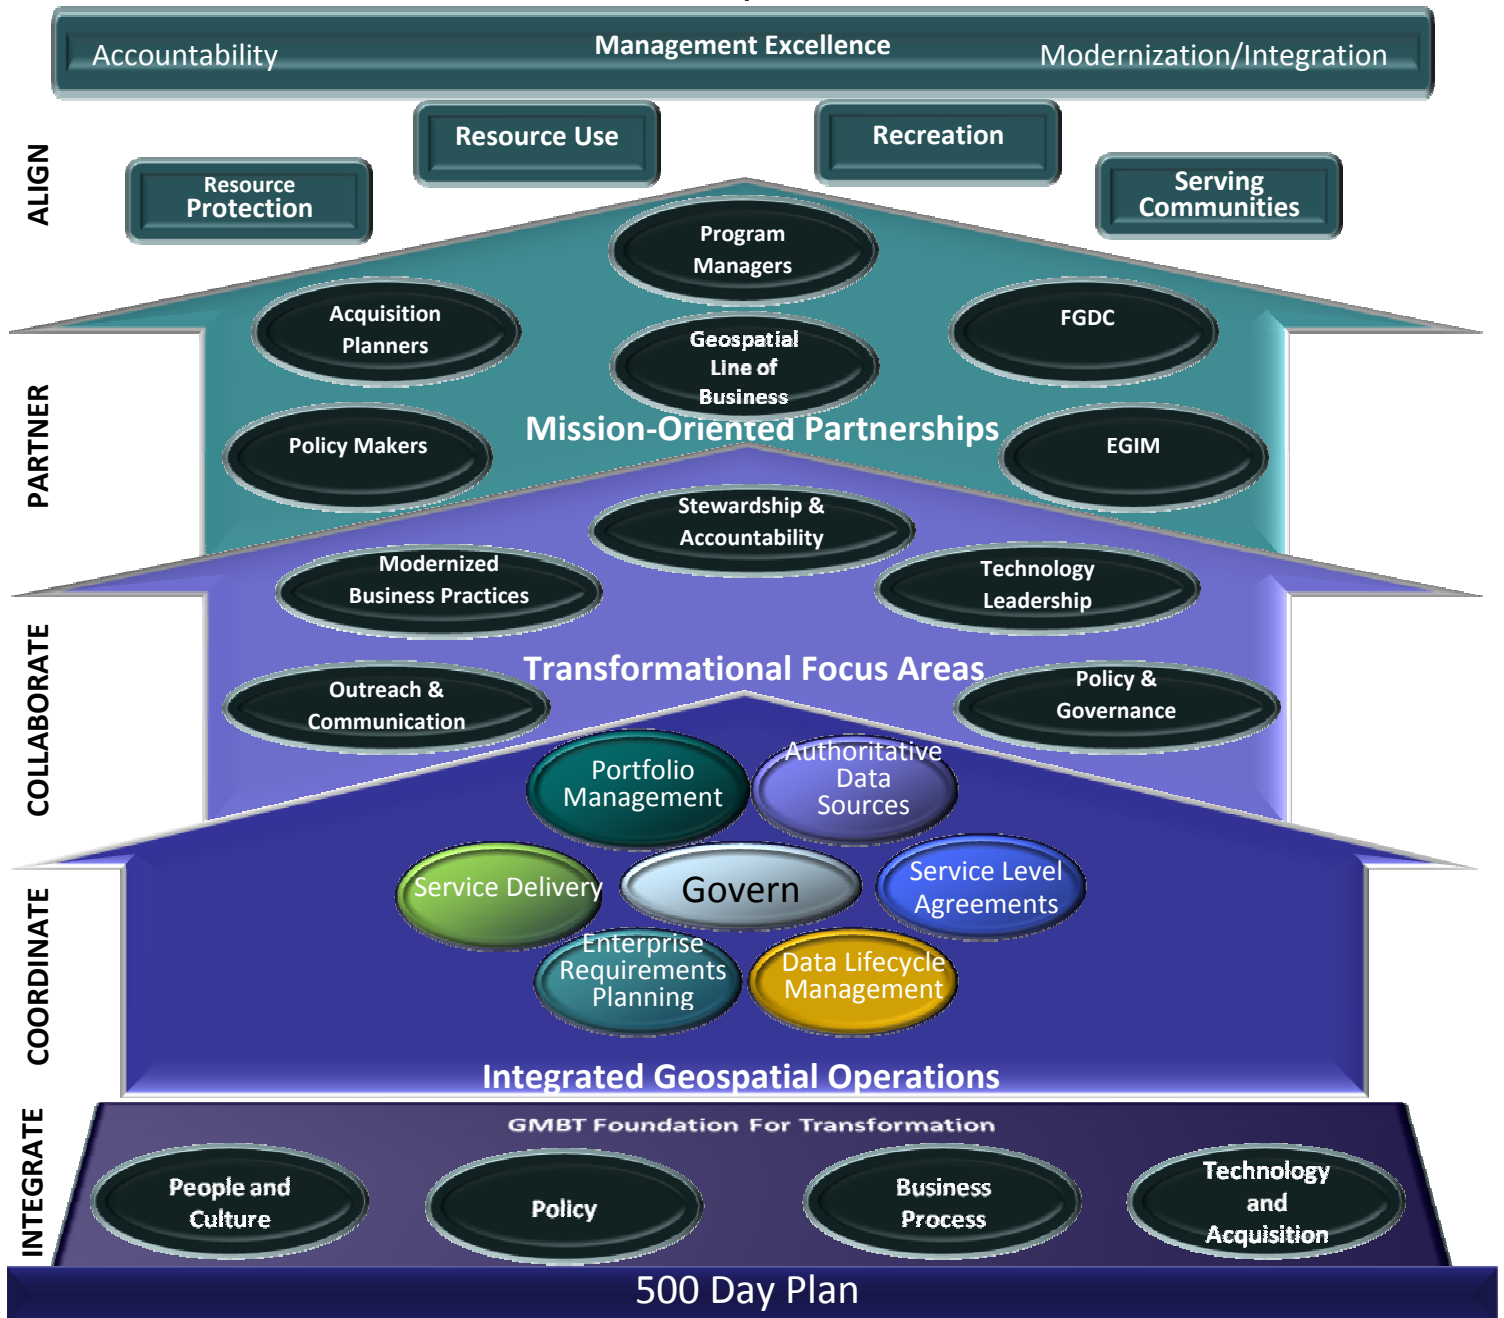 Management Excellence
Accountability
Modernization/Integration
Resource Use
Recreation
Resource
Protection
Serving
Communities
ALIGN
Program
Managers
Acquisition
Planners
Geospatial
Line of
Business
FGDC
PARTNER
Policy Makers
Mission-Oriented Partnerships
EGIM
Stewardship &
Accountability
Modernized
Business Practices
Technology
Leadership
COLLABORATE
Transformational Focus Areas
Outreach &
Communication
Policy &
Governance
Portfolio
Management
Authoritative
Data
Sources
COORDINATE
Service Delivery
Govern
Service Level
Agreements
Enterprise
Requirements
Planning
Data Lifecycle
Management
Integrated Geospatial Operations
INTEGRATE
GMBT Foundation For Transformation
People and
Culture
Policy
Business
Process
Technology
and
Acquisition
500 Day Plan